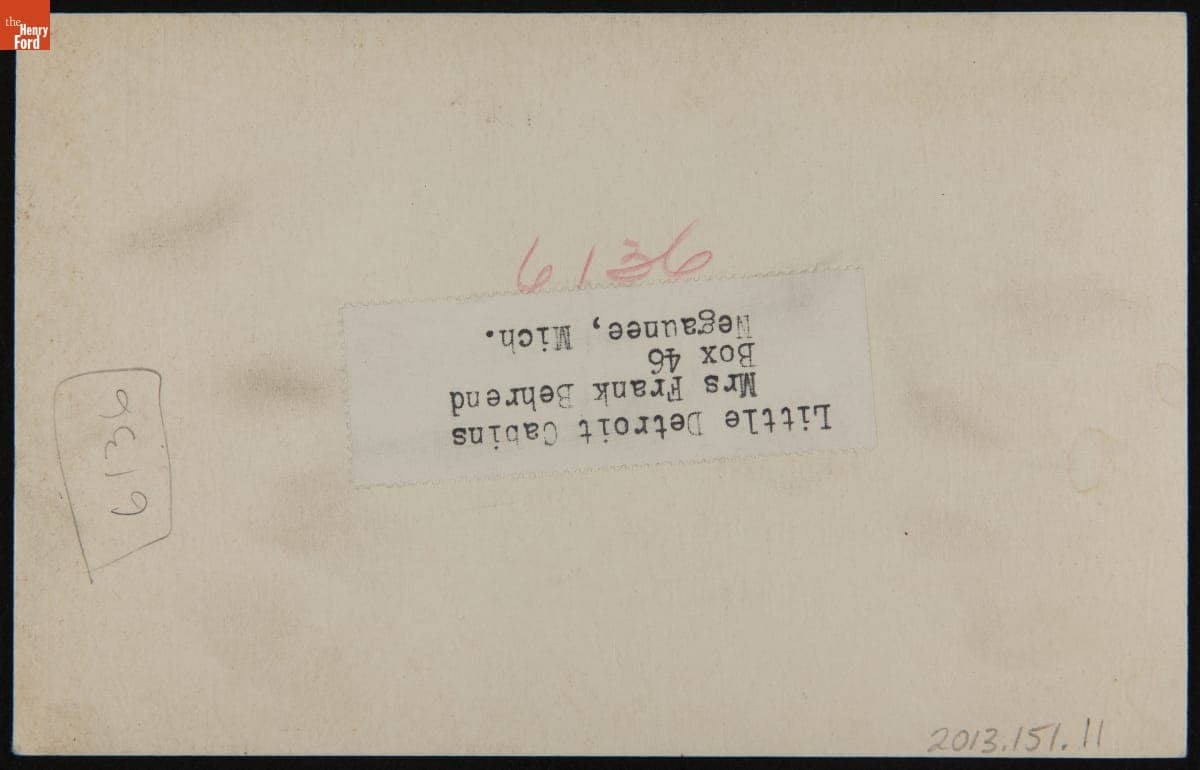 the
Henry
Ford
6136
Little Detroit Cabins
Mrs Frank Behrend
Box 46
Negaunee, Mich.
6136
2013.151.11